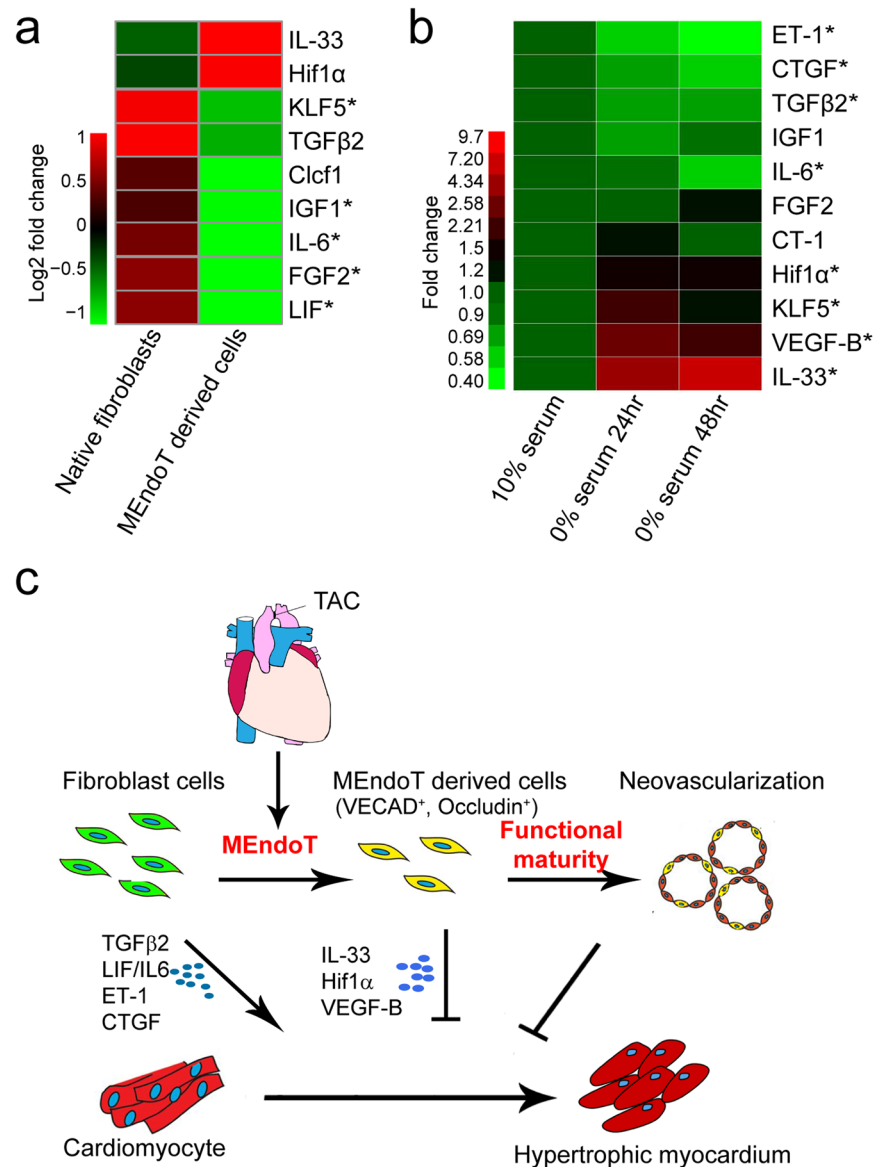 a
IL-33
Hif1α
KLF5*
TGFβ2
Clcf1
IGF1*
IL-6*
FGF2*
LIF*
Log2 fold change
1
0.5
0
−0.5
−1
Native fibroblasts
MEndoT derived cells
b
ET-1*
CTGF*
TGFβ2*
IGF1
IL-6*
FGF2
CT-1
Hif1α*
KLF5*
VEGF-B*
IL-33*
Fold change
9.7
7.20
4.34
2.58
2.21
1.5
1.2
1.0
0.9
0.69
0.58
0.40
10% serum
0% serum 24hr
0% serum 48hr
c
TAC
Fibroblast cells
MEndoT derived cells
(VECAD⁺, Occludin⁺)
Neovascularization
MEndoT
Functional
maturity
TGFβ2
LIF/IL6
ET-1
CTGF
IL-33
Hif1α
VEGF-B
Cardiomyocyte
Hypertrophic myocardium